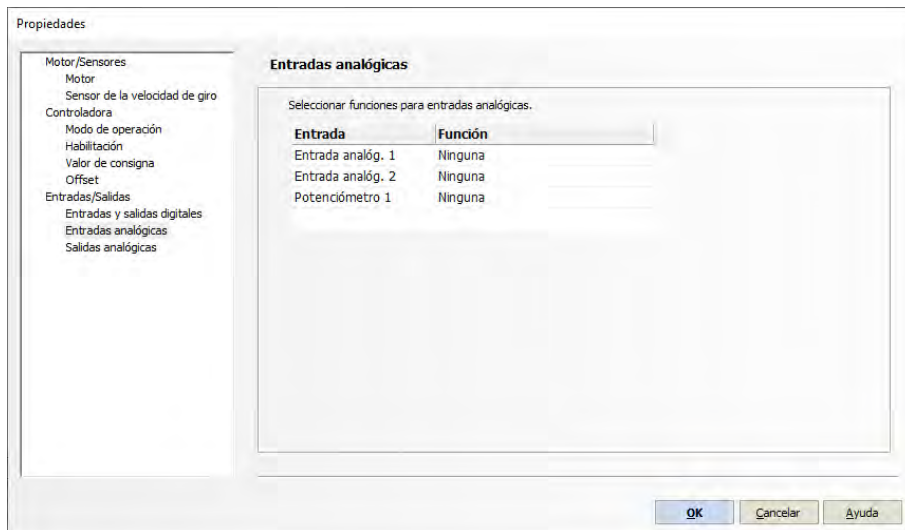 Propiedades
Motor/Sensores
Motor
Sensor de la velocidad de giro
Controladora
Modo de operación
Habilitación
Valor de consigna
Offset
Entradas/Salidas
Entradas y salidas digitales
Entradas analógicas
Salidas analógicas
Entradas analógicas
Seleccionar funciones para entradas analógicas.
Entrada Función
Entrada analóg. 1 Ninguna
Entrada analóg. 2 Ninguna
Potenciómetro 1 Ninguna
OK Cancelar Ayuda